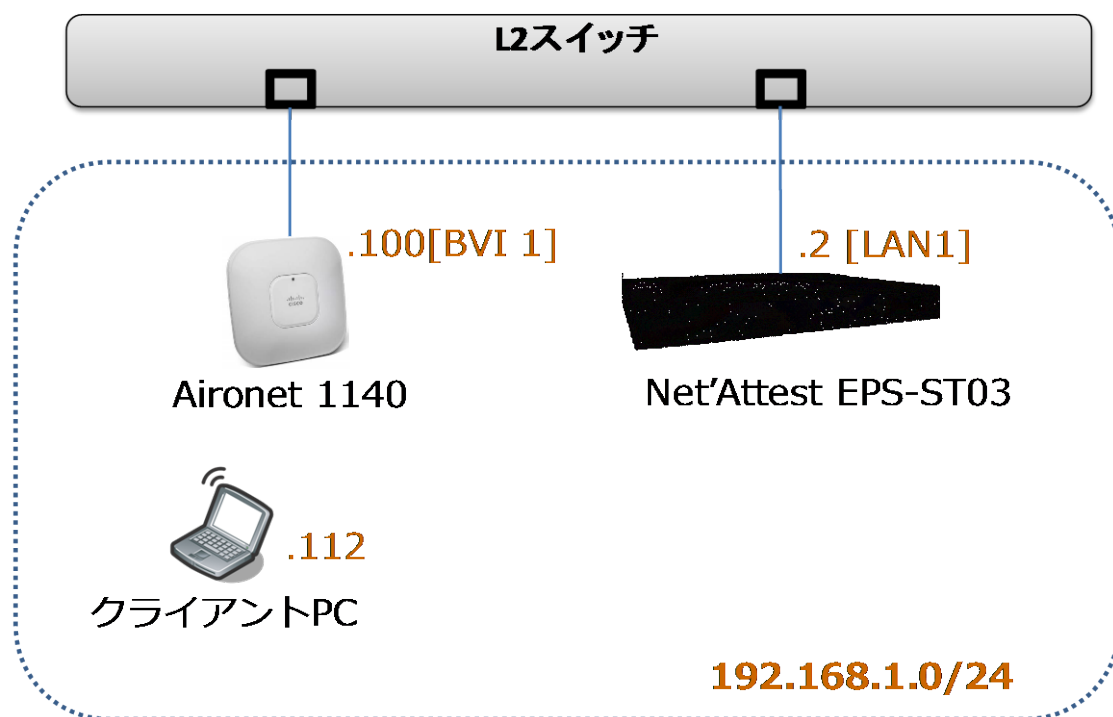 L2スイッチ
.100[BVI 1]
.2 [LAN1]
Aironet 1140
Net'Attest EPS-ST03
.112
クライアントPC
192.168.1.0/24